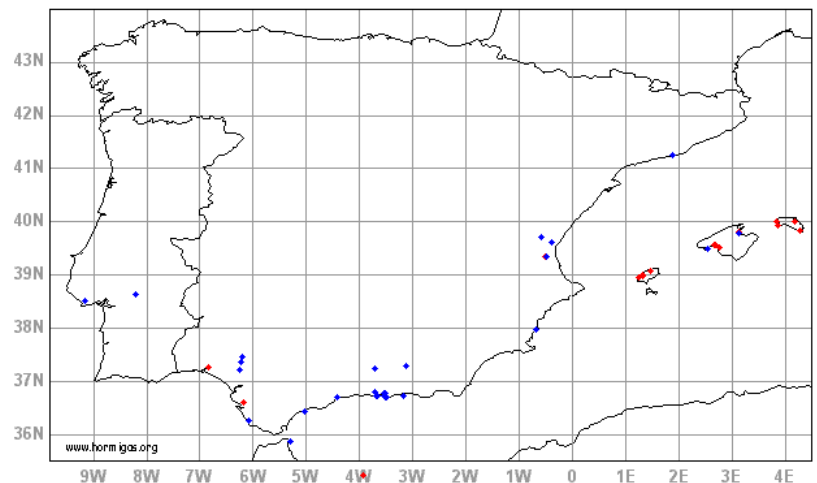 43N
42N
41N
40N
39N
38N
37N
36N
www.hormigas.org
9W 8W 7W 6W 5W 4W 3W 2W 1W 0 1E 2E 3E 4E